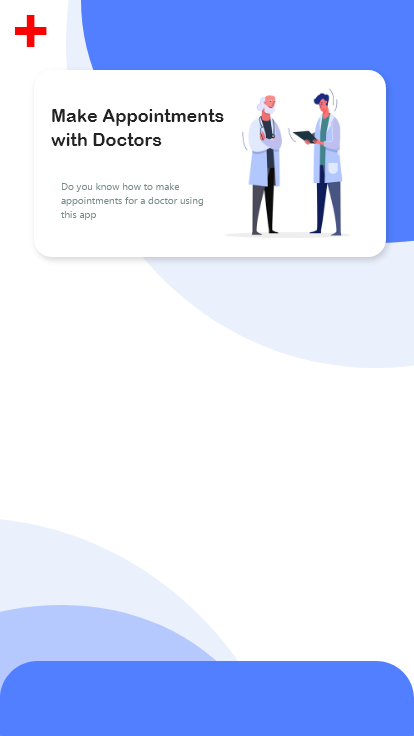 Make Appointments
with Doctors
Do you know how to make
appointments for a doctor using
this app